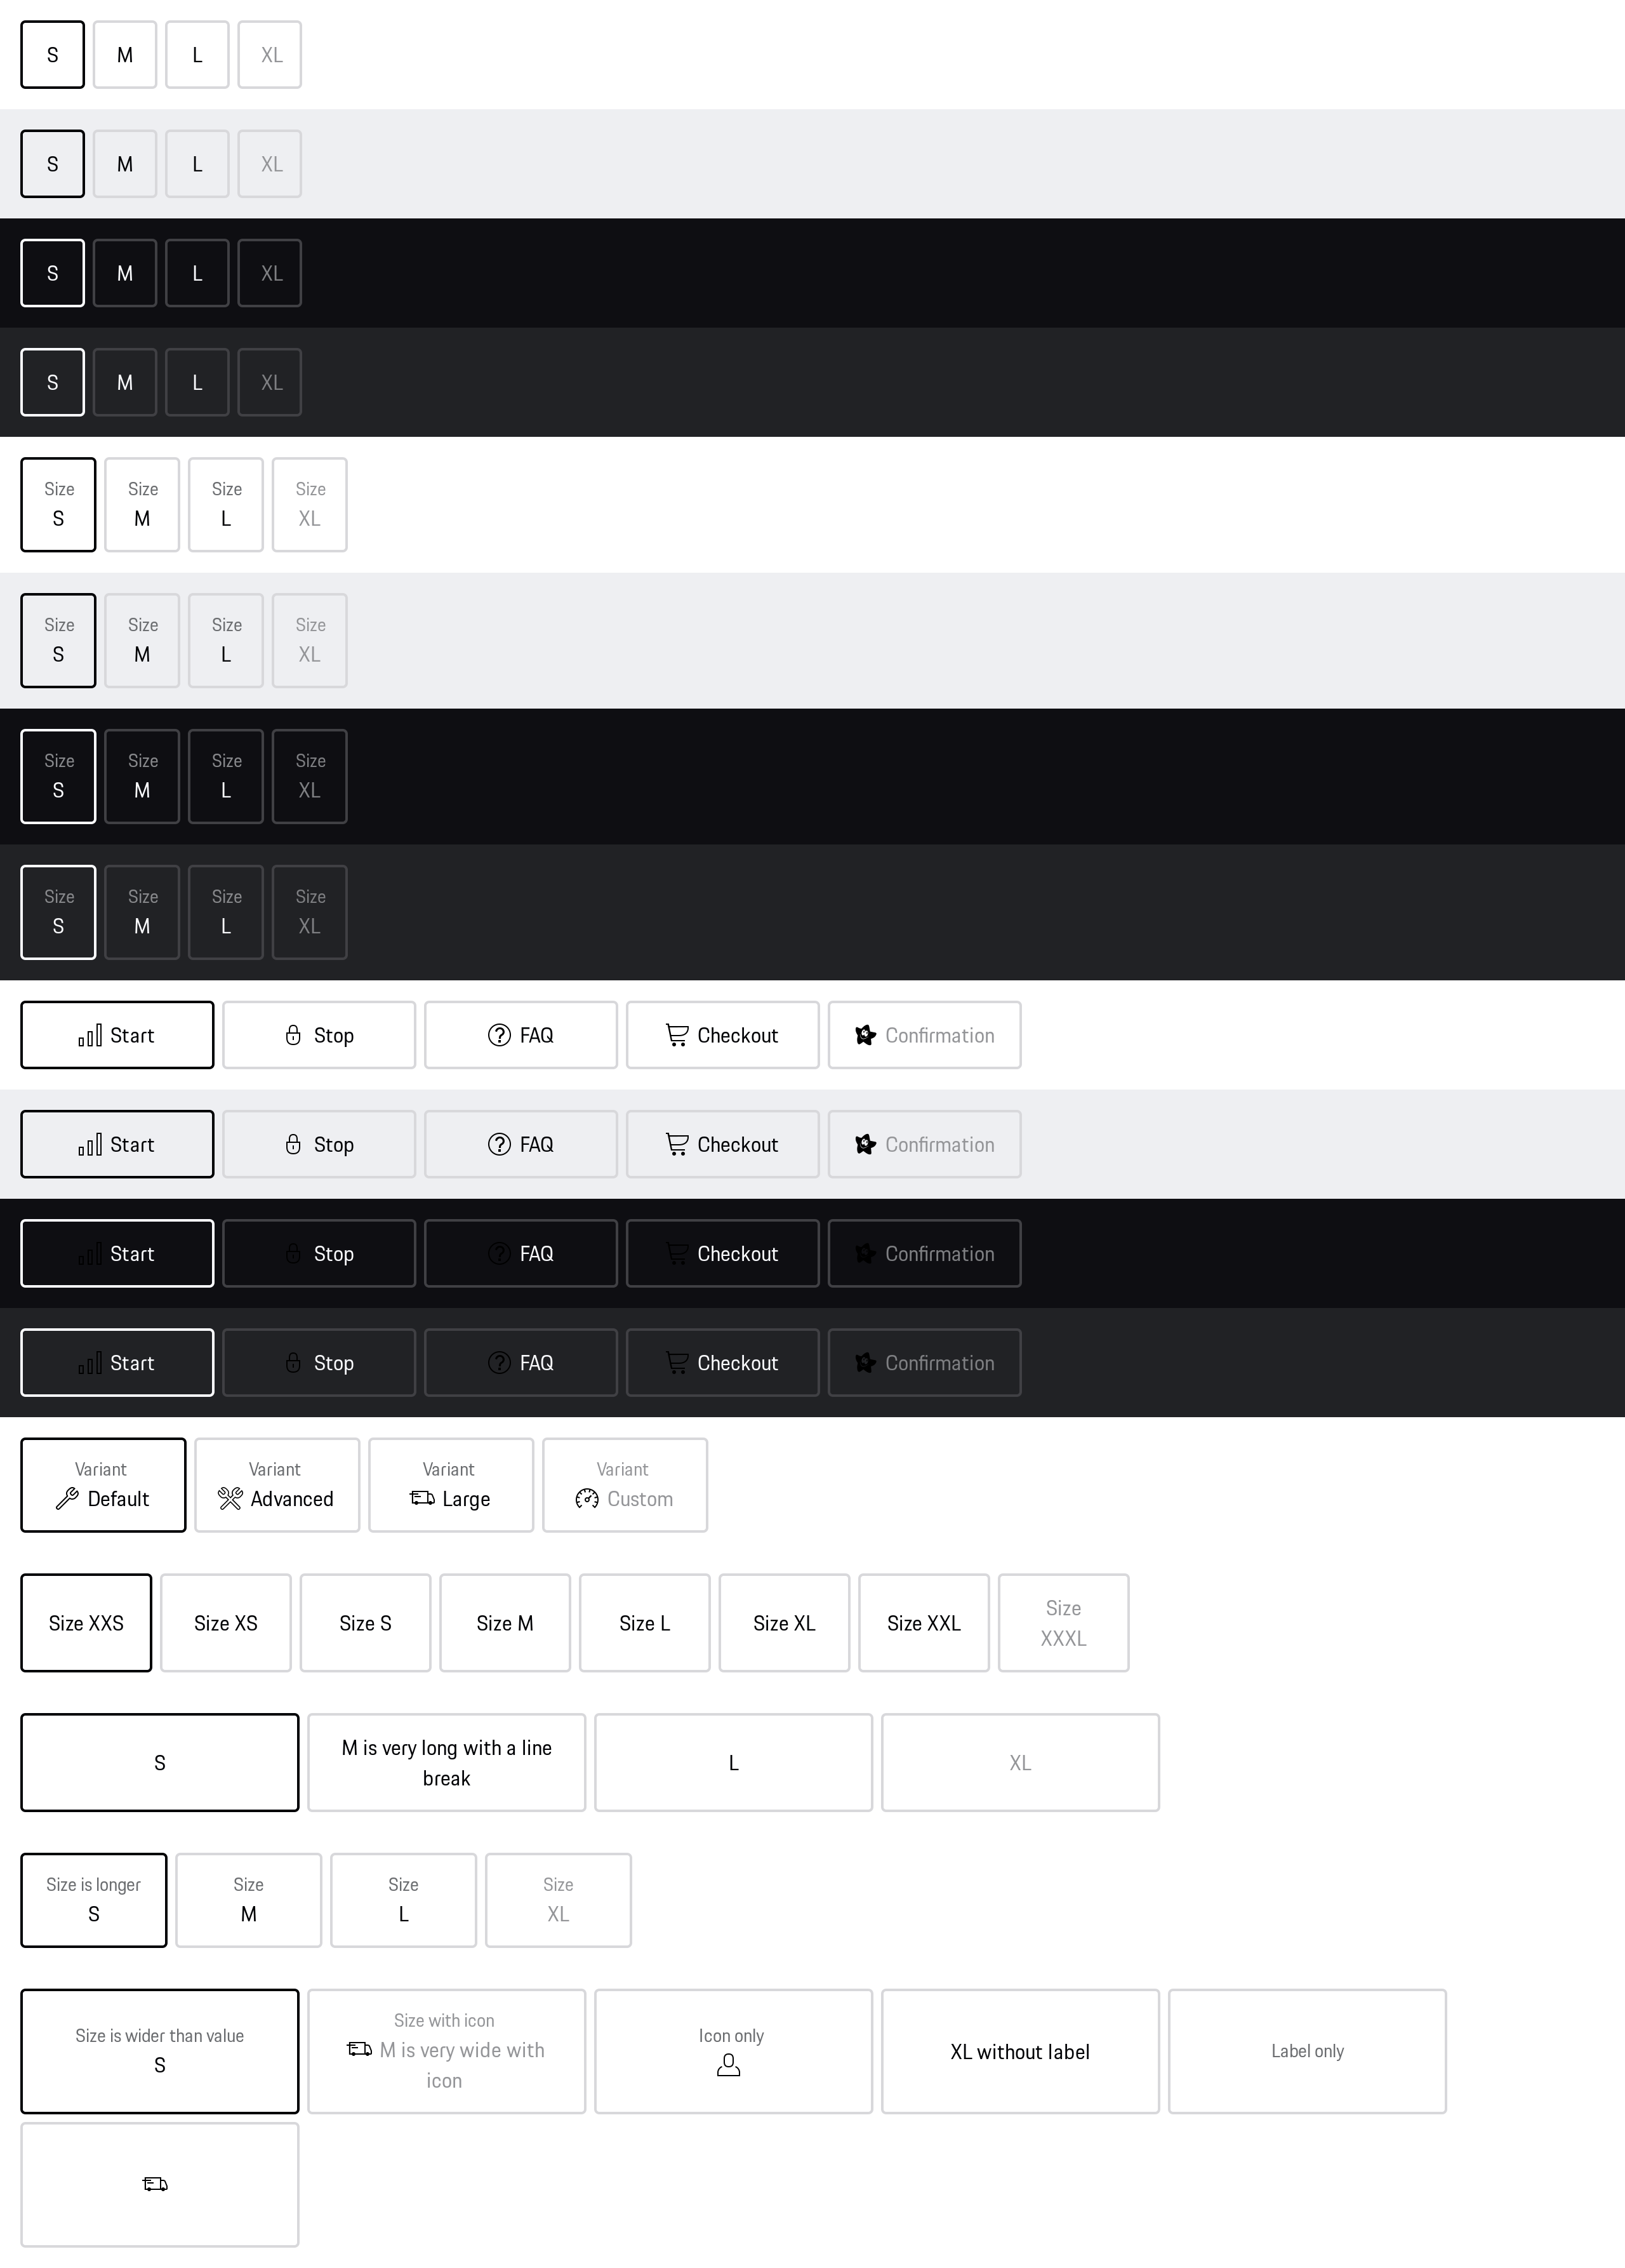 S M L XL
S M L XL
S M L XL
S M L XL
Size Size Size Size
S M L XL
Size Size Size Size
S M L XL
Size Size Size Size
S M L XL
Size Size Size Size
S M L XL
Start Stop FAQ Checkout Confirmation
Start Stop FAQ Checkout Confirmation
Start Stop FAQ Checkout Confirmation
Start Stop FAQ Checkout Confirmation
Variant Variant Variant Variant
Default Advanced Large Custom
Size XXS Size XS Size S Size M Size L Size XL Size XXL Size
XXXL
S M is very long with a line
break L XL
Size is longer Size Size Size
S M L XL
Size is wider than value
S
Size with icon
M is very wide with
icon
Icon only
XL without label
Label only